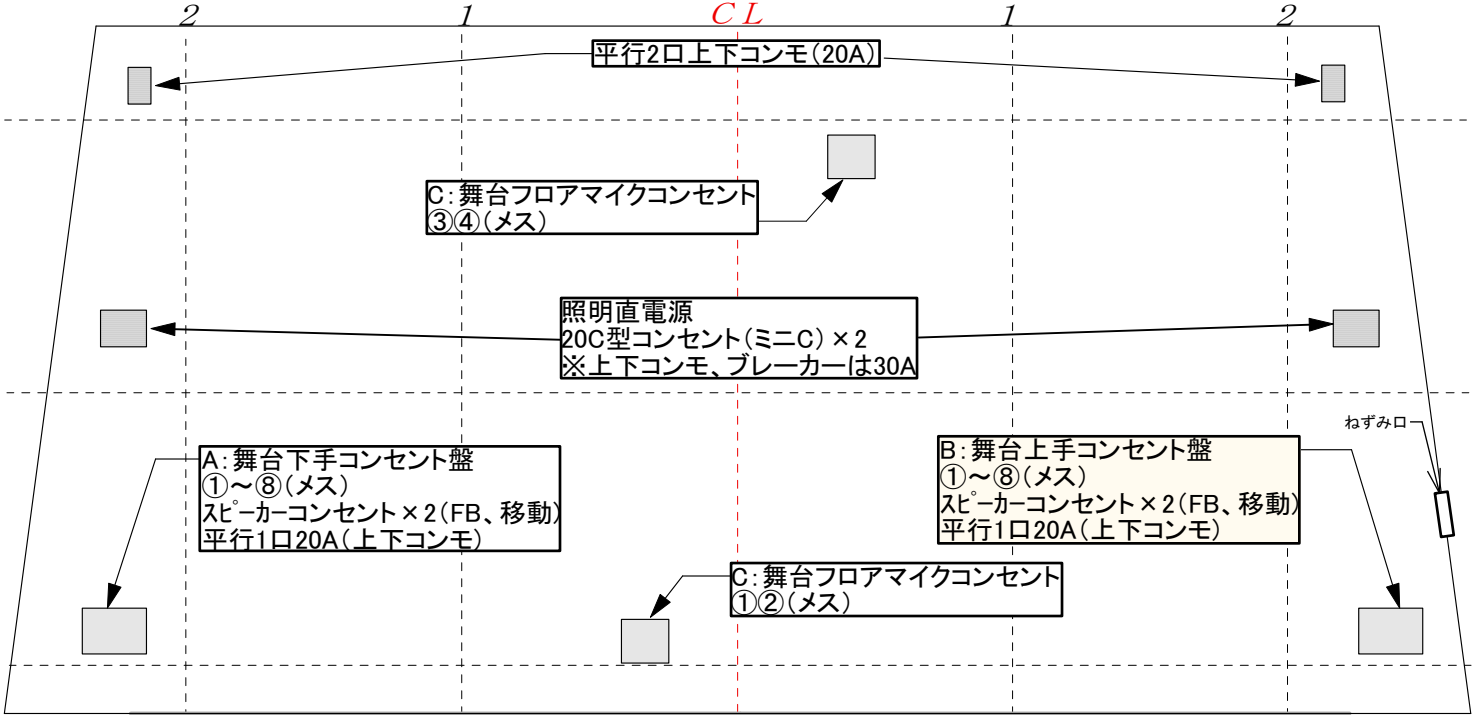 2 1 CL 1 2
平行2口上下コンモ(20A)
C:舞台フロアマイクコンセント
③④(メス)
照明直電源
20C型コンセント(ミニC)×2
※上下コンモ、ブレーカーは30A
ねずみ口
A:舞台下手コンセント盤
①～⑧(メス)
スピーカーコンセント×2(FB、移動)
平行1口20A(上下コンモ)
B:舞台上手コンセント盤
①～⑧(メス)
スピーカーコンセント×2(FB、移動)
平行1口20A(上下コンモ)
C:舞台フロアマイクコンセント
①②(メス)